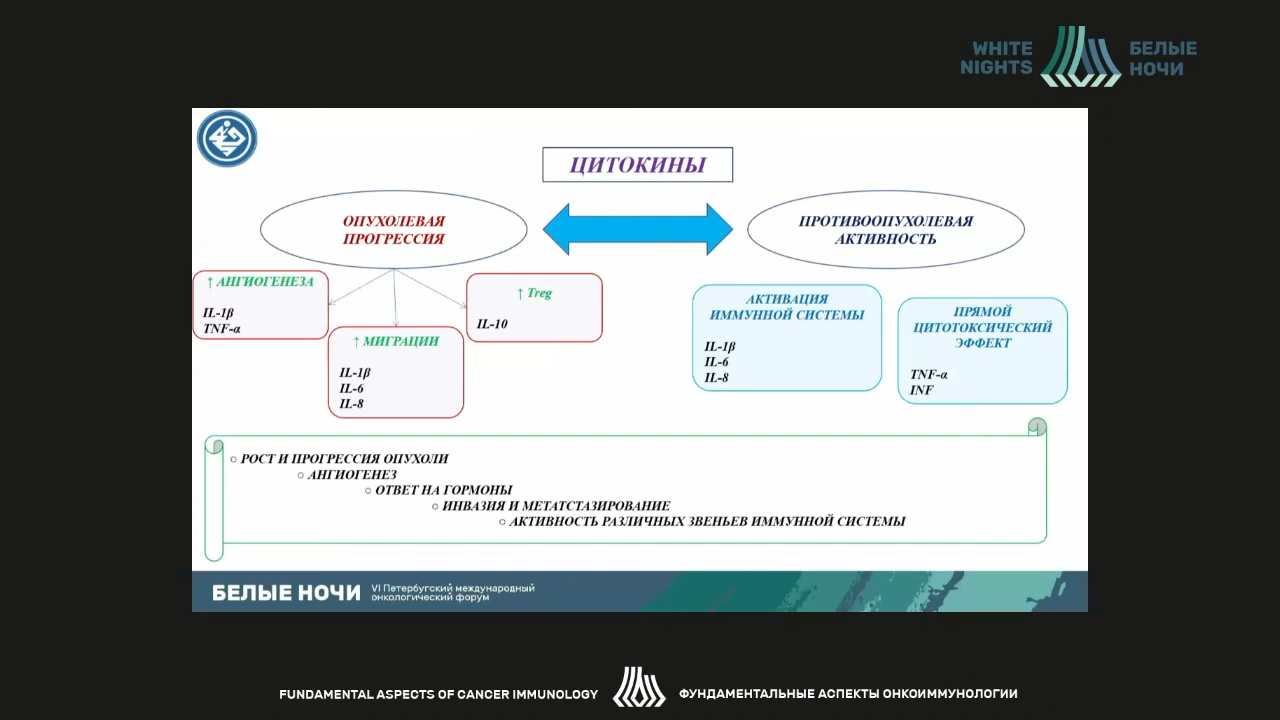 WHITE
NIGHTS
БЕЛЫЕ
НОЧИ
ЦИТОКИНЫ
ОПУХОЛЕВАЯ
ПРОГРЕССИЯ
ПРОТИВООПУХОЛЕВАЯ
АКТИВНОСТЬ
↑ АНГИОГЕНЕЗА
IL-1β
TNF-α
↑ МИГРАЦИИ
IL-1β
IL-6
IL-8
↑ Treg
IL-10
АКТИВАЦИЯ
ИММУННОЙ СИСТЕМЫ
IL-1β
IL-6
IL-8
ПРЯМОЙ
ЦИТОТОКСИЧЕСКИЙ
ЭФФЕКТ
TNF-α
INF
○ РОСТ И ПРОГРЕССИЯ ОПУХОЛИ
○ АНГИОГЕНЕЗ
○ ОТВЕТ НА ГОРМОНЫ
○ ИНВАЗИЯ И МЕТАТСТАЗИРОВАНИЕ
○ АКТИВНОСТЬ РАЗЛИЧНЫХ ЗВЕНЬЕВ ИММУННОЙ СИСТЕМЫ
БЕЛЫЕ НОЧИ
VI Петербугский международный
онкологический форум
FUNDAMENTAL ASPECTS OF CANCER IMMUNOLOGY
ФУНДАМЕНТАЛЬНЫЕ АСПЕКТЫ ОНКОИММУНОЛОГИИ